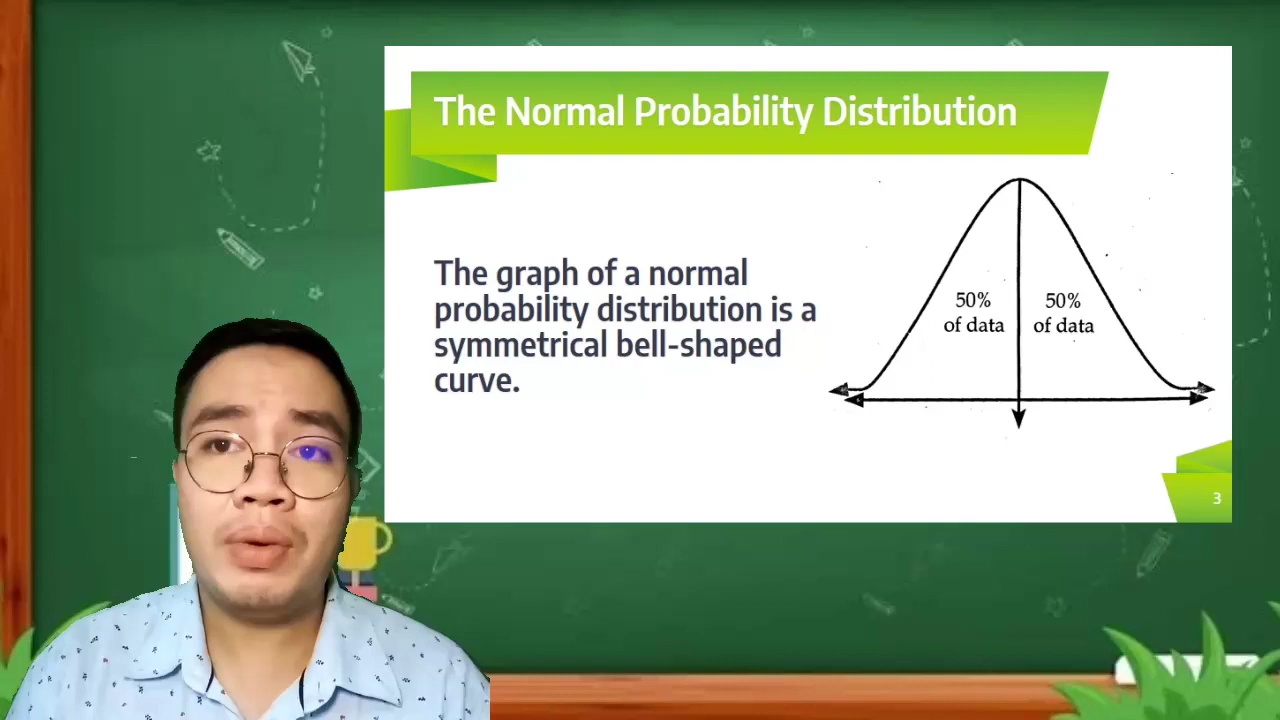 The Normal Probability Distribution
The graph of a normal
probability distribution is a
symmetrical bell-shaped
curve.
50%
of data
50%
of data
3